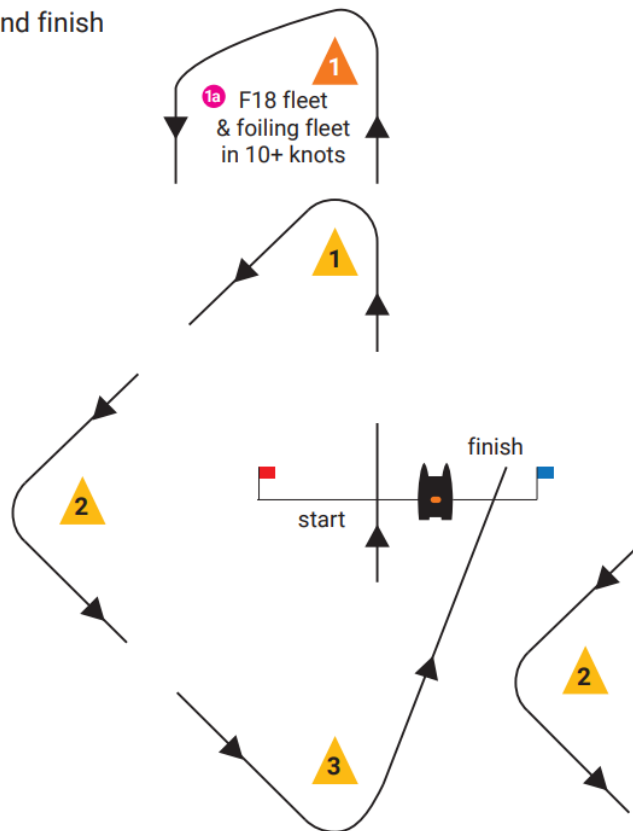 nd finish
1
1a F18 fleet
& foiling fleet
in 10+ knots
1
finish
2
start
2
3